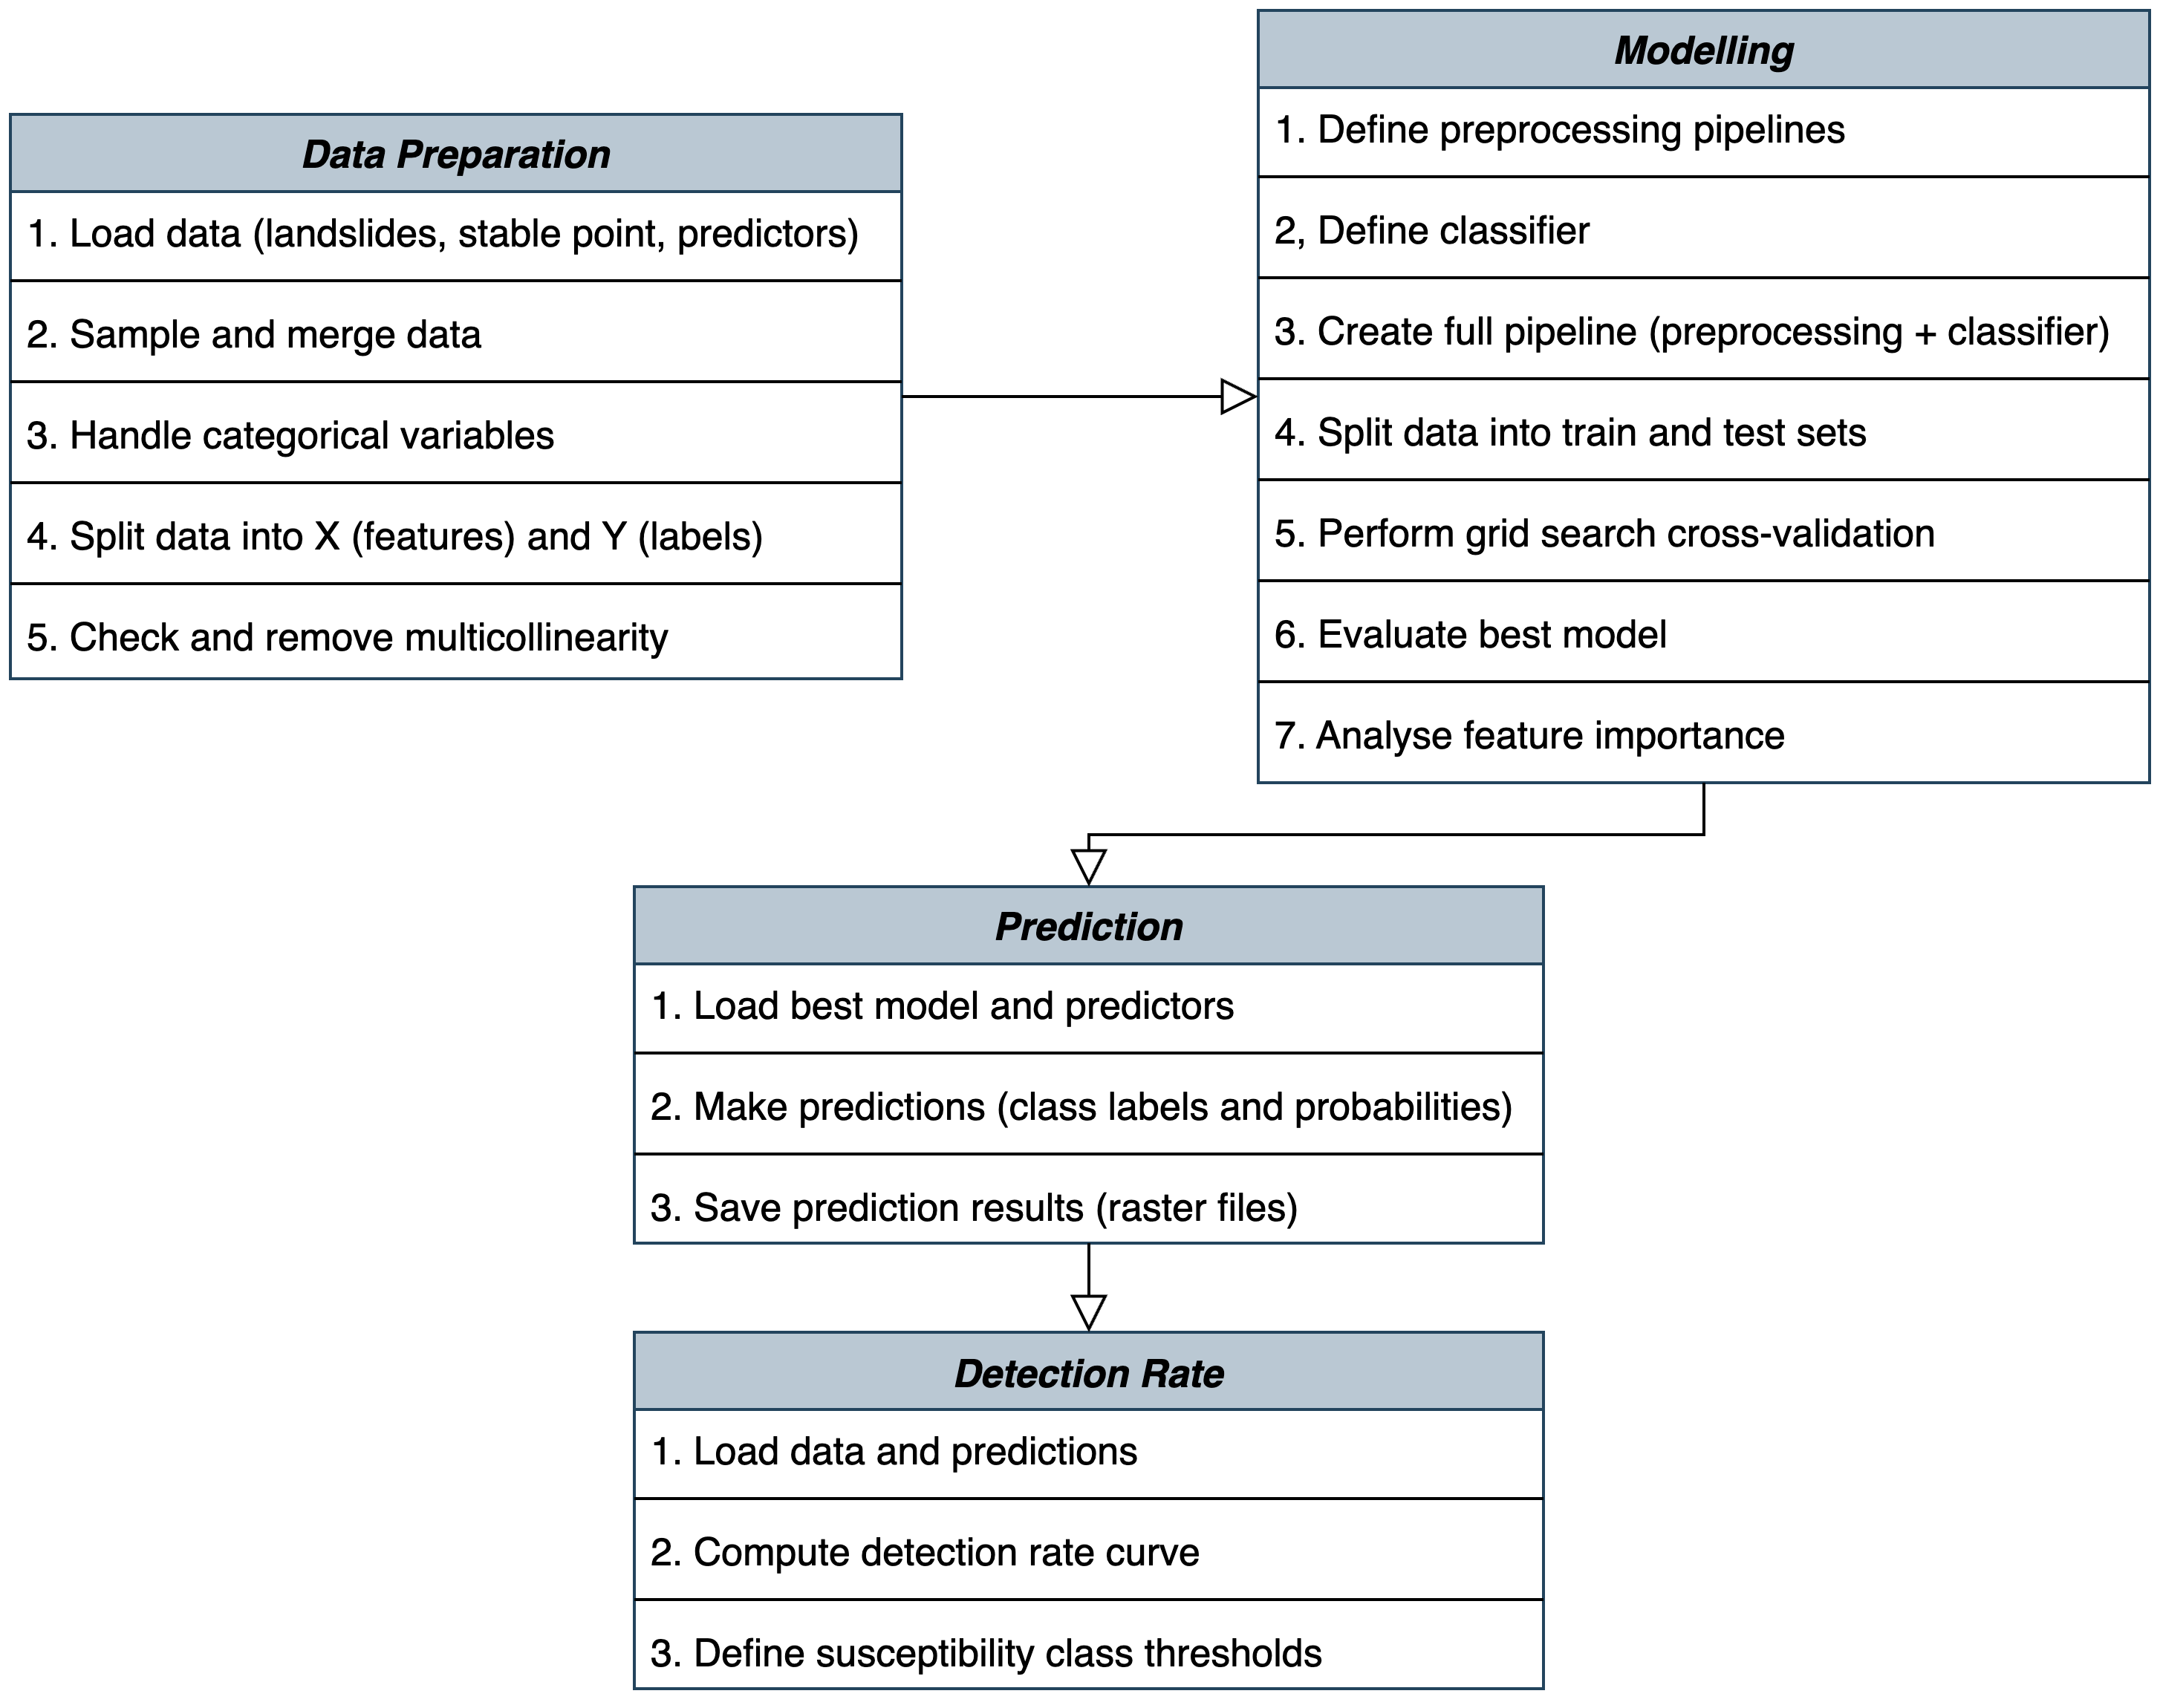 Data Preparation
1. Load data (landslides, stable point, predictors)
2. Sample and merge data
3. Handle categorical variables
4. Split data into X (features) and Y (labels)
5. Check and remove multicollinearity
Modelling
1. Define preprocessing pipelines
2, Define classifier
3. Create full pipeline (preprocessing + classifier)
4. Split data into train and test sets
5. Perform grid search cross-validation
6. Evaluate best model
7. Analyse feature importance
Prediction
1. Load best model and predictors
2. Make predictions (class labels and probabilities)
3. Save prediction results (raster files)
Detection Rate
1. Load data and predictions
2. Compute detection rate curve
3. Define susceptibility class thresholds